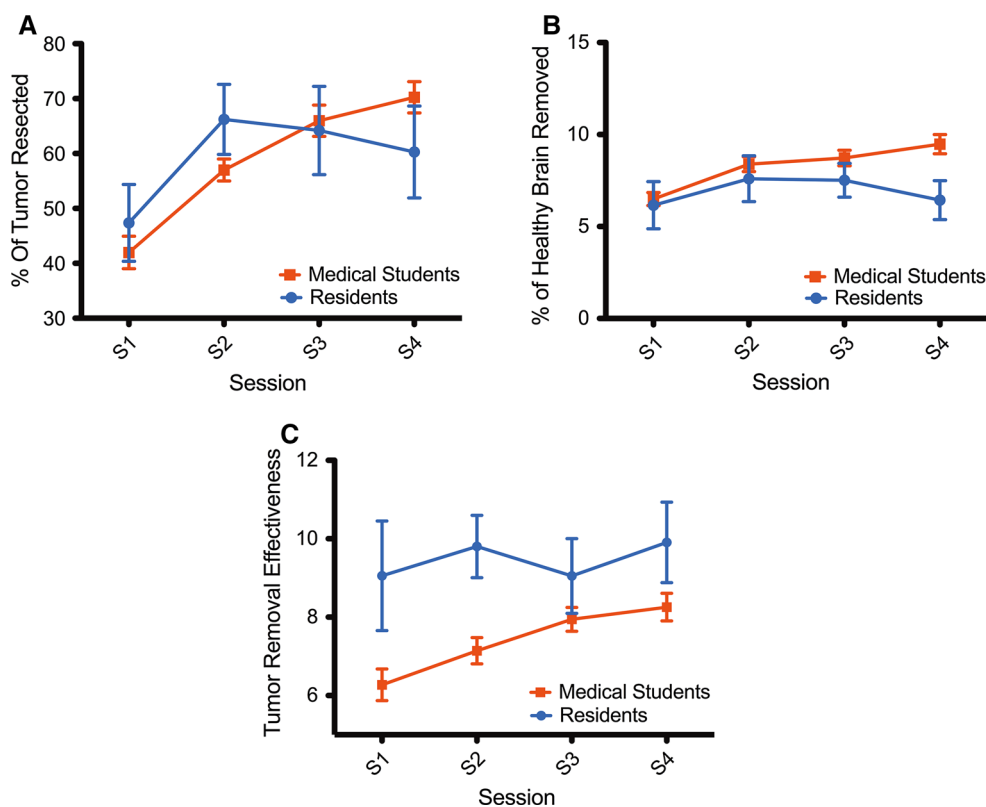 A
% Of Tumor Resected
80
70
60
50
40
30
Medical Students
Residents
S1
S2
S3
S4
Session
B
% of Healthy Brain Removed
15
10
5
0
Medical Students
Residents
S1
S2
S3
S4
Session
C
Tumor Removal Effectiveness
12
10
8
6
Medical Students
Residents
S1
S2
S3
S4
Session